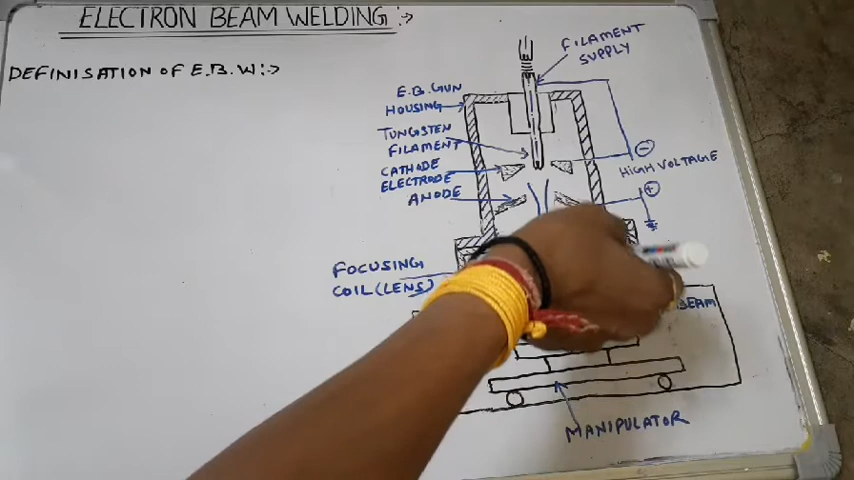 ELECTRON BEAM WELDING :->
DEFINISATION OF E.B.W :->
FILAMENT
SUPPLY
E.B. GUN
HOUSING
TUNGSTEN
FILAMENT
CATHODE
ELECTRODE
ANODE
HIGH VOLTAGE
FOCUSING
COIL (LENS)
BEAM
MANIPULATOR